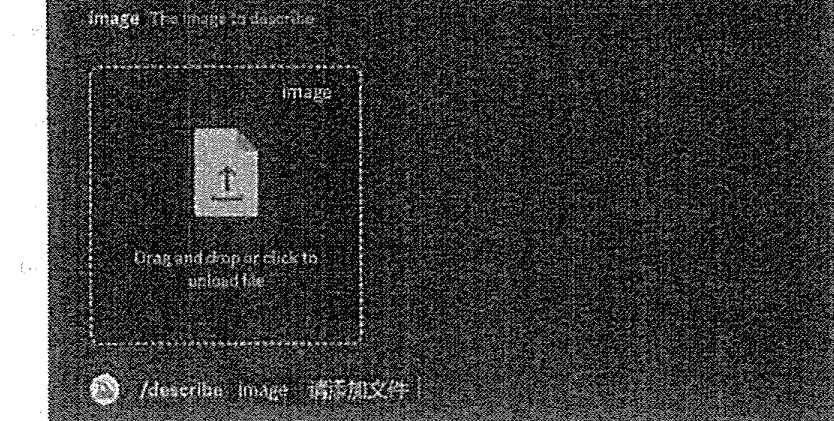 image The image to describe
image
Drag and drop or click to
upload file
/describe image 请添加文件